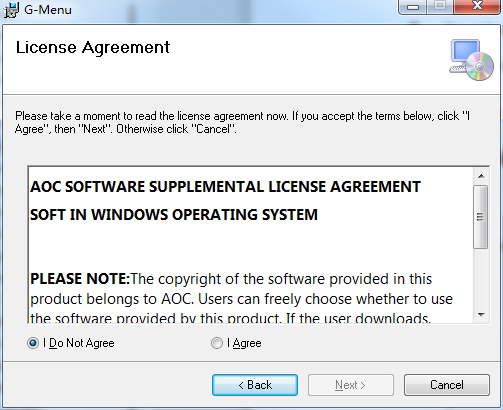 G-Menu
License Agreement
Please take a moment to read the license agreement now. If you accept the terms below, click "I
Agree", then "Next". Otherwise click "Cancel".
AOC SOFTWARE SUPPLEMENTAL LICENSE AGREEMENT
SOFT IN WINDOWS OPERATING SYSTEM
PLEASE NOTE:The copyright of the software provided in this
product belongs to AOC. Users can freely choose whether to use
the software provided by this product. If the user downloads,
I Do Not Agree
I Agree
< Back
Next >
Cancel